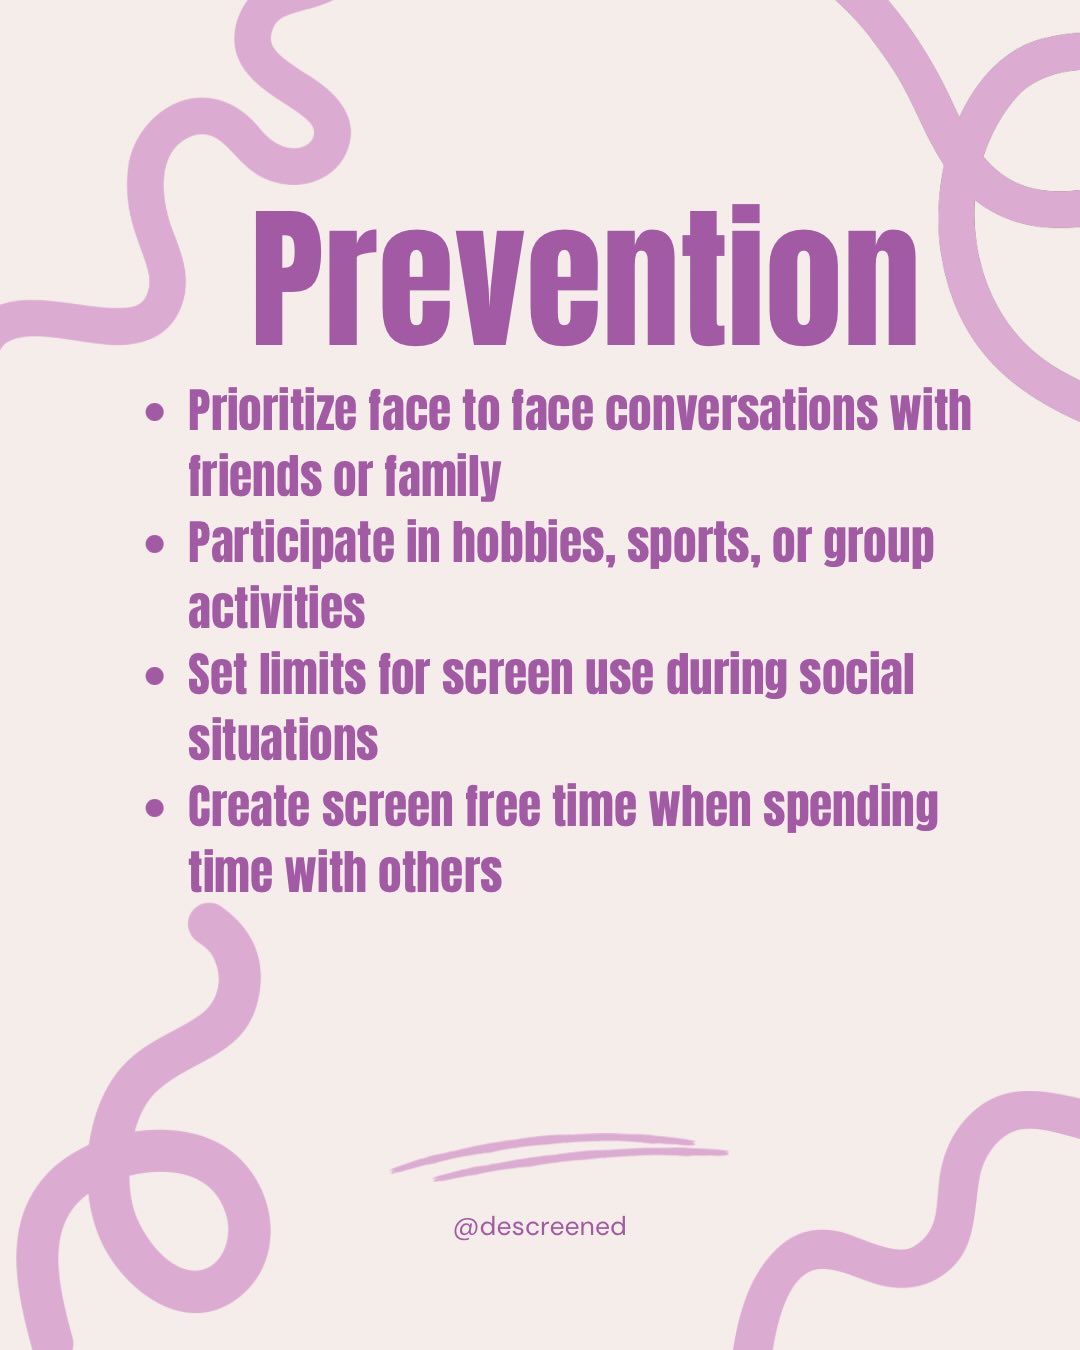 Prevention
• Prioritize face to face conversations with
friends or family
• Participate in hobbies, sports, or group
activities
• Set limits for screen use during social
situations
• Create screen free time when spending
time with others
@descreened